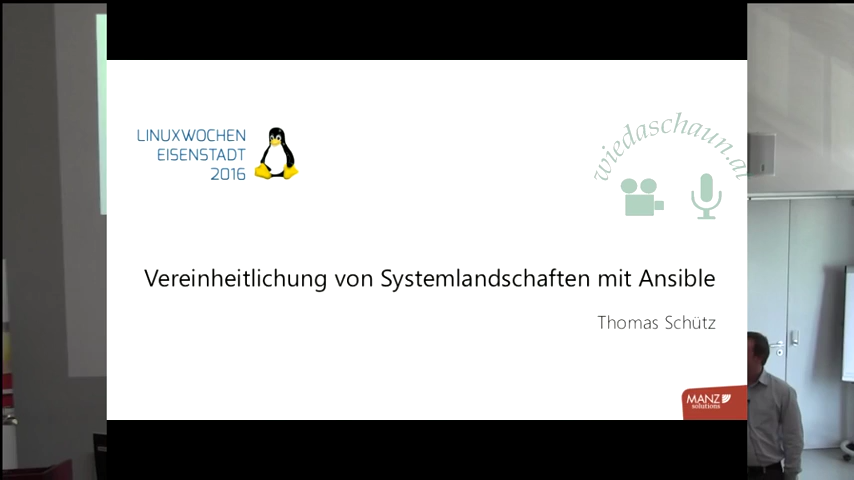 LINUXWOCHEN
EISENSTADT
2016
wiedaschaun.at
Vereinheitlichung von Systemlandschaften mit Ansible
Thomas Schütz
MANZ
solutions